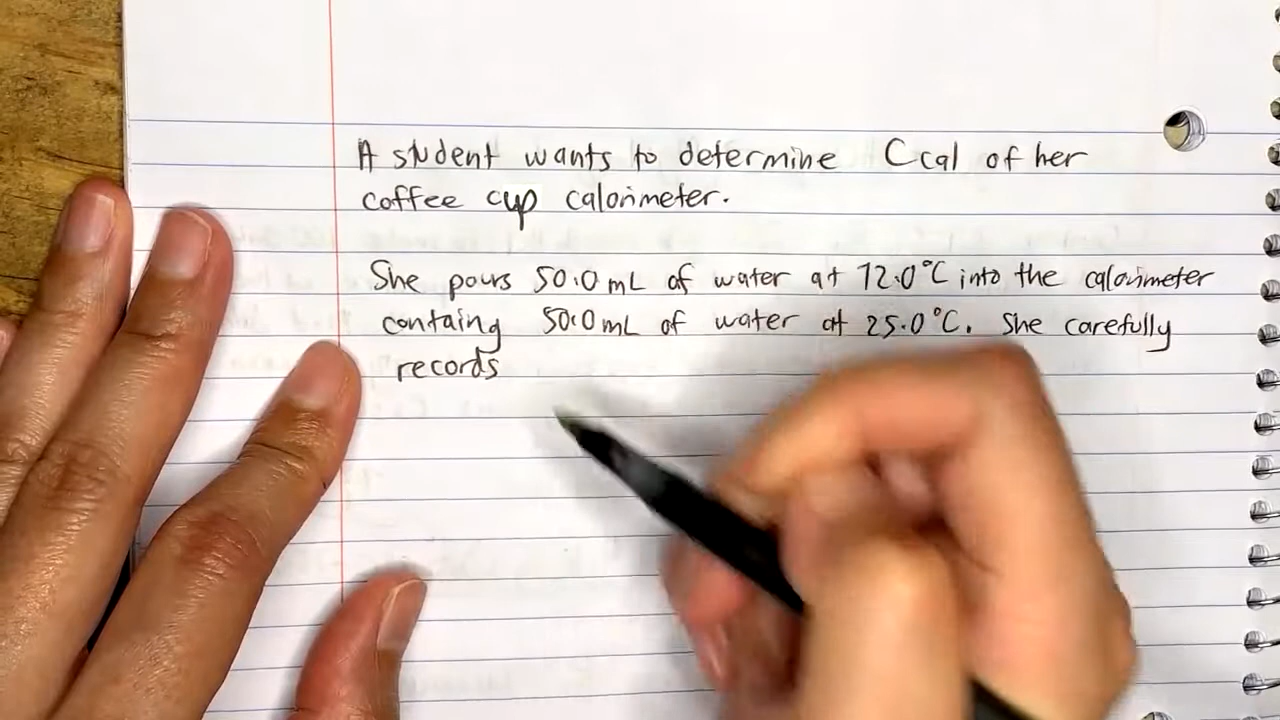 A student wants to determine Ccal of her
coffee cup calorimeter.
She pours 50.0 mL of water at 72.0°C into the calorimeter
containg 50.0 mL of water at 25.0°C. She carefully
records